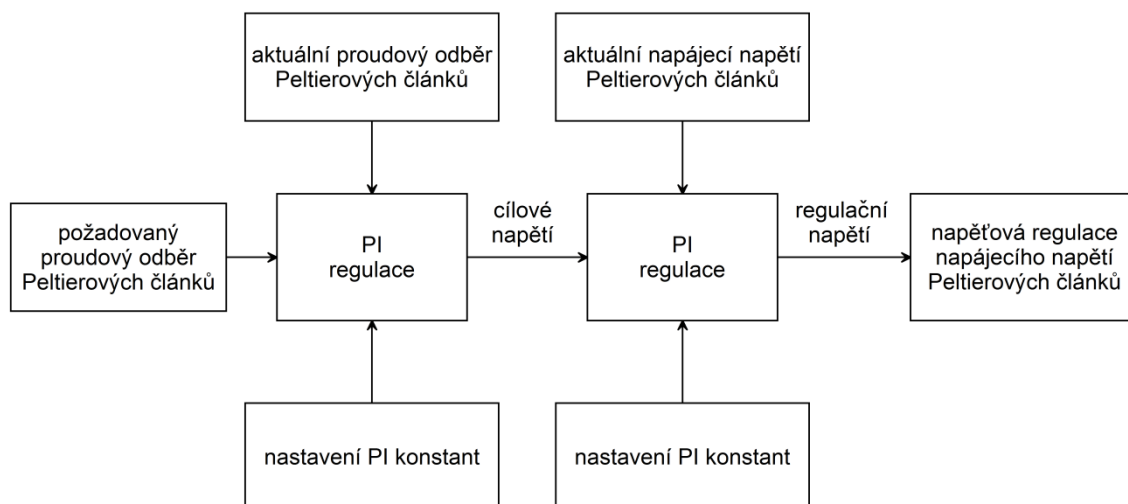 aktuální proudový odběr
Peltierových článků
aktuální napájecí napětí
Peltierových článků
požadovaný
proudový odběr
Peltierových článků
PI
regulace
cílové
napětí
PI
regulace
regulační
napětí
napěťová regulace
napájecího napětí
Peltierových článků
nastavení PI konstant
nastavení PI konstant